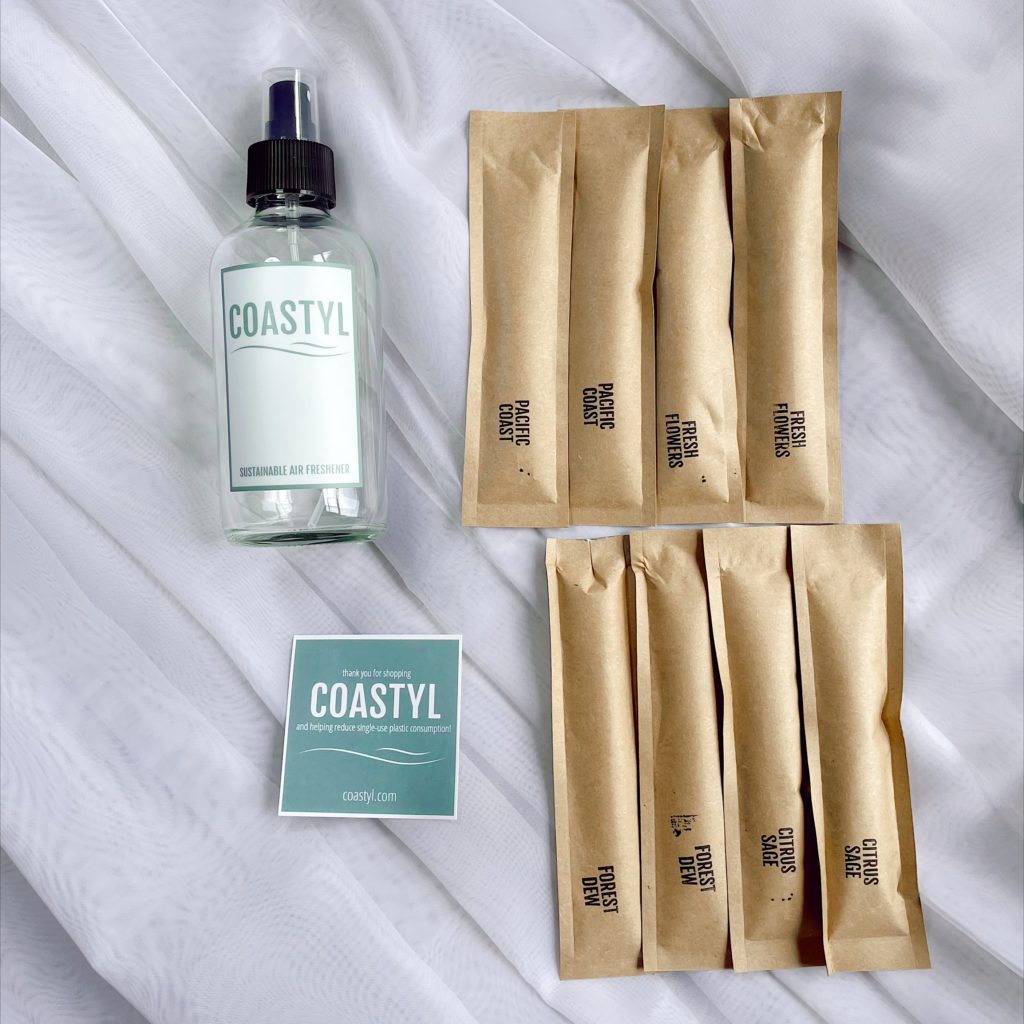 COASTYL
SUSTAINABLE AIR FRESHENER
PACIFIC
COAST
PACIFIC
COAST
FRESH
FLOWERS
FRESH
FLOWERS
thank you for shopping
COASTYL
and helping reduce single-use plastic consumption!
coastyl.com
FOREST
DEW
FOREST
DEW
CITRUS
SAGE
CITRUS
SAGE